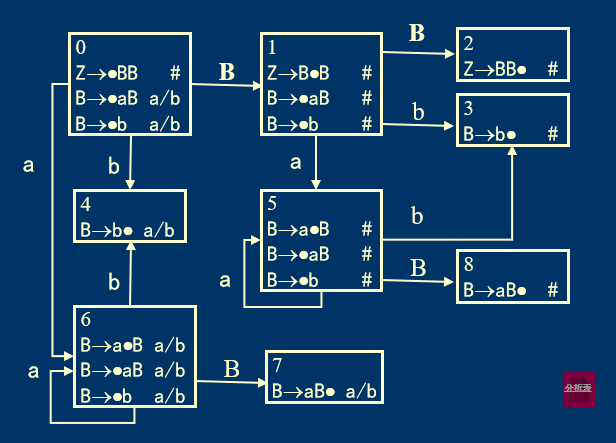 0
Z→●BB #
B→●aB a/b
B→●b a/b
B
1
Z→B●B #
B→●aB #
B→●b #
B
2
Z→BB● #
b
3
B→b● #
a
b
a
4
B→b● a/b
5
B→a●B #
B→●aB #
B→●b #
b
a
B
8
B→aB● #
b
6
B→a●B a/b
B→●aB a/b
B→●b a/b
a
B
7
B→aB● a/b
分析表